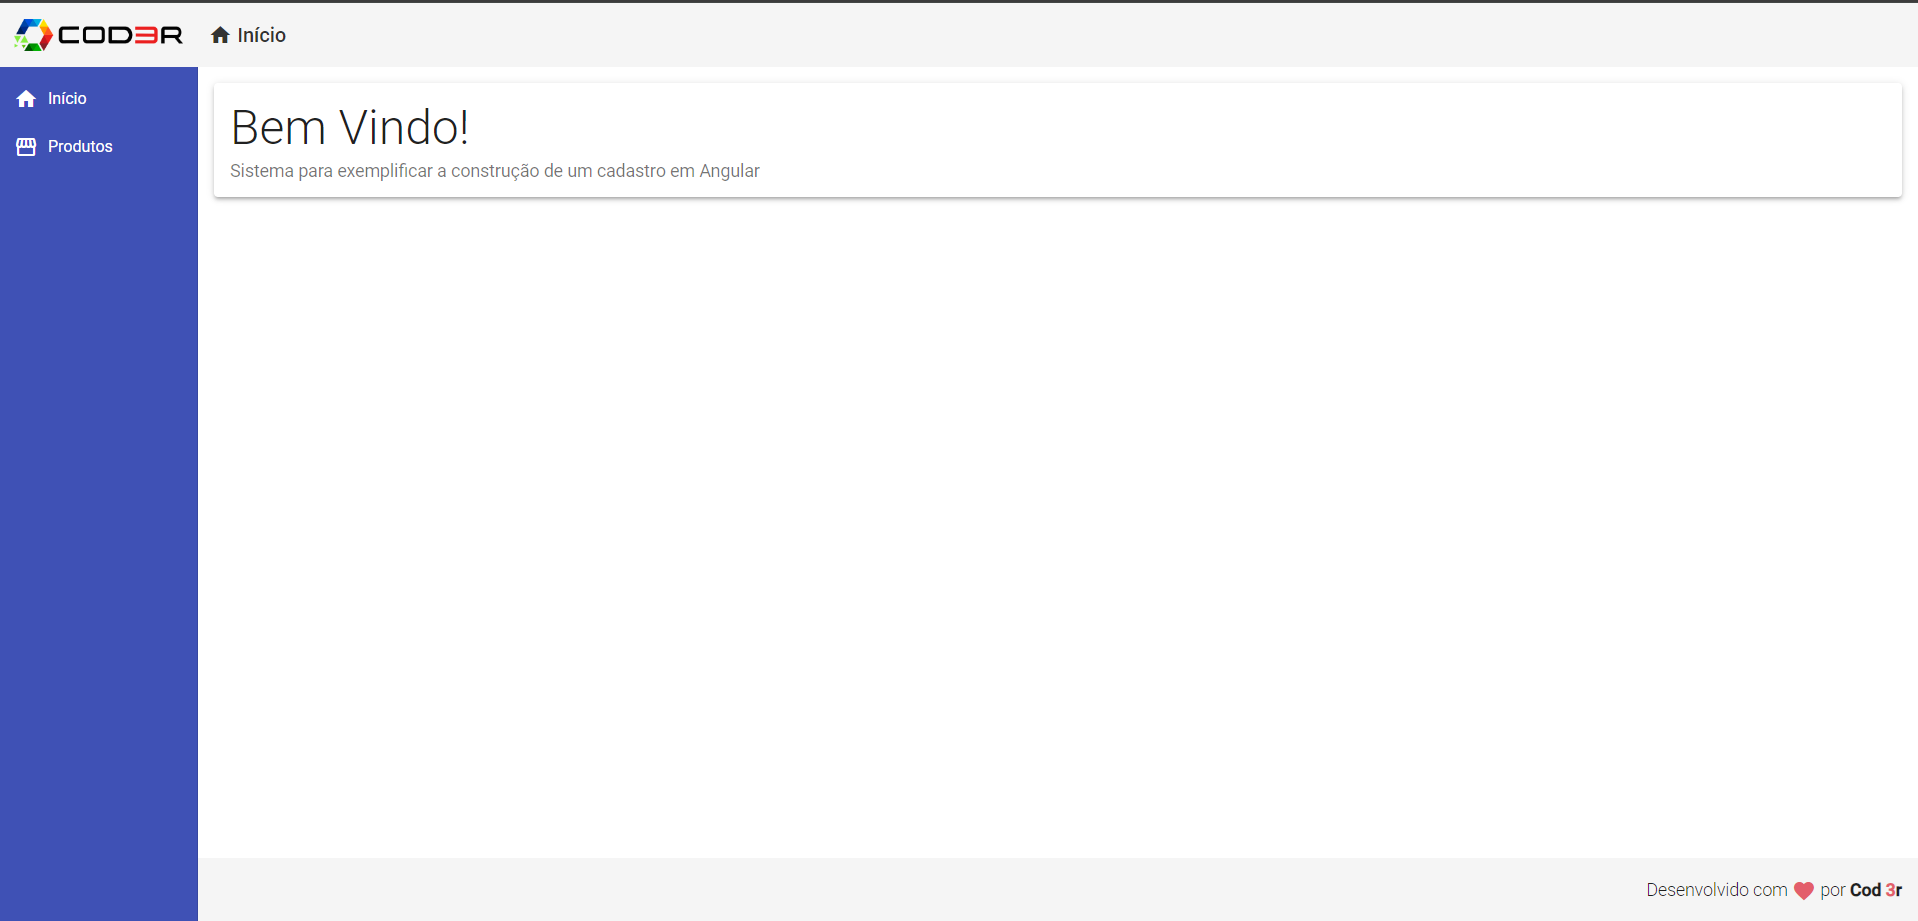 COD3R
Início
Início
Produtos
Bem Vindo!
Sistema para exemplificar a construção de um cadastro em Angular
Desenvolvido com por Cod 3r